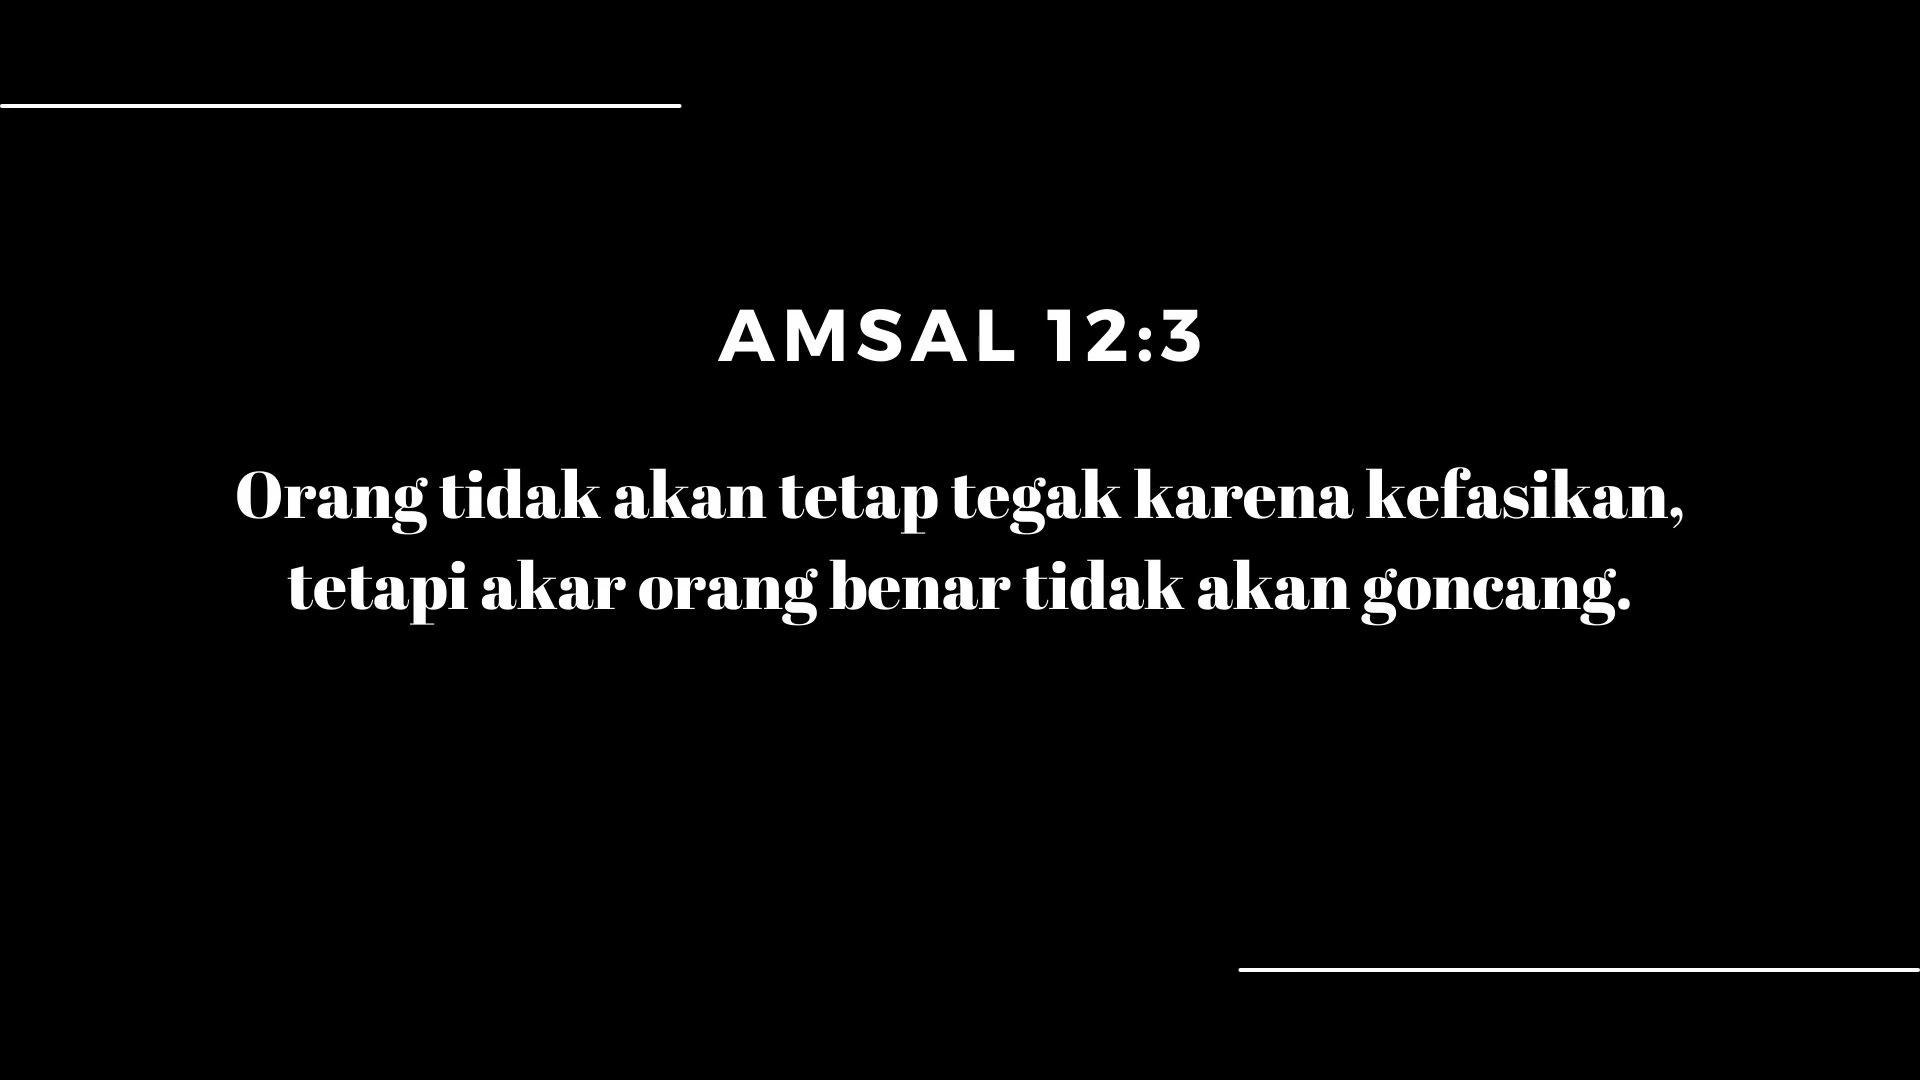 AMSAL 12:3
Orang tidak akan tetap tegak karena kefasikan,
tetapi akar orang benar tidak akan goncang.